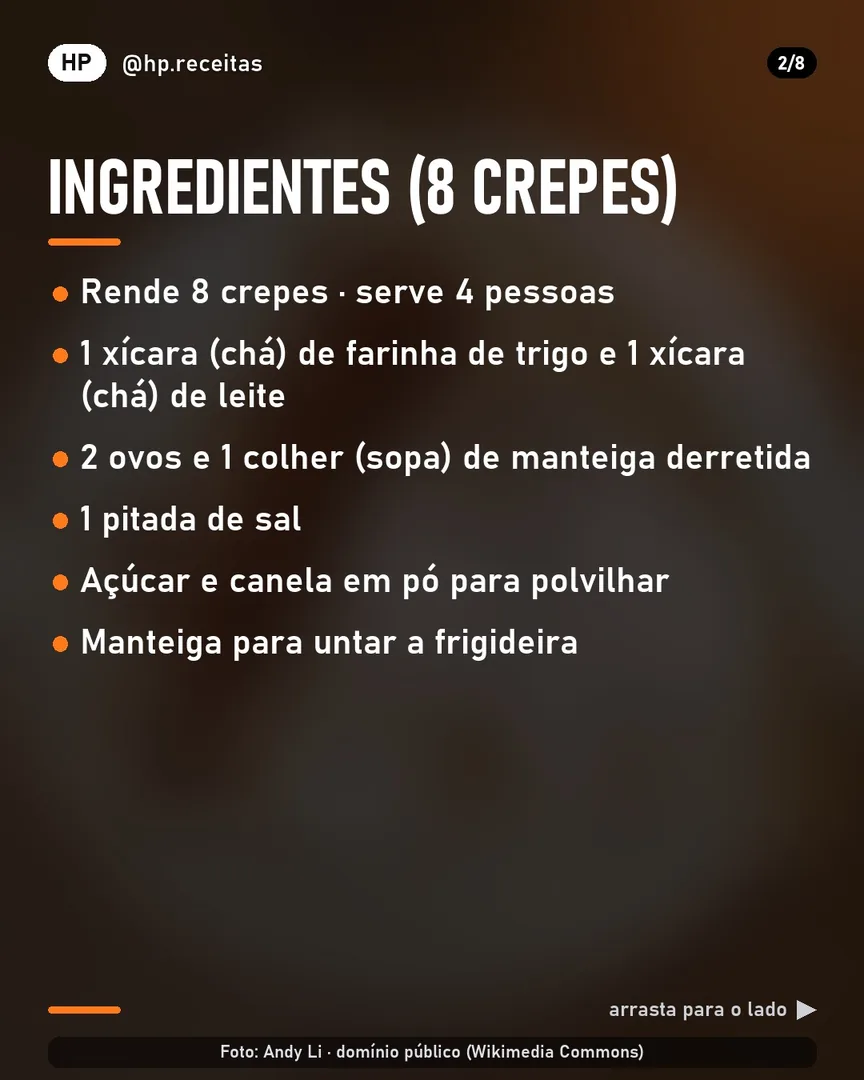 HP @hp.receitas 2/8
INGREDIENTES (8 CREPES)
● Rende 8 crepes · serve 4 pessoas
● 1 xícara (chá) de farinha de trigo e 1 xícara
(chá) de leite
● 2 ovos e 1 colher (sopa) de manteiga derretida
● 1 pitada de sal
● Açúcar e canela em pó para polvilhar
● Manteiga para untar a frigideira
arrasta para o lado ▶
Foto: Andy Li · domínio público (Wikimedia Commons)